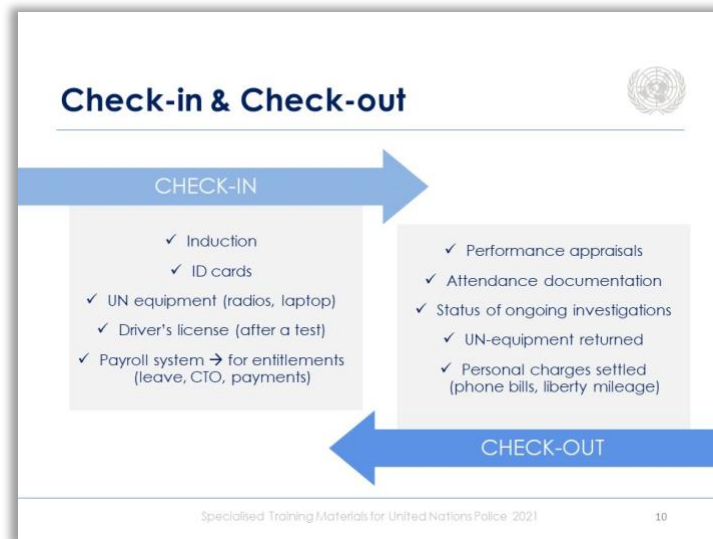 Check-in & Check-out
CHECK-IN
✓ Induction
✓ ID cards
✓ UN equipment (radios, laptop)
✓ Driver's license (after a test)
✓ Payroll system → for entitlements
(leave, CTO, payments)
✓ Performance appraisals
✓ Attendance documentation
✓ Status of ongoing investigations
✓ UN-equipment returned
✓ Personal charges settled
(phone bills, liberty mileage)
CHECK-OUT
Specialised Training Materials for United Nations Police 2021
10